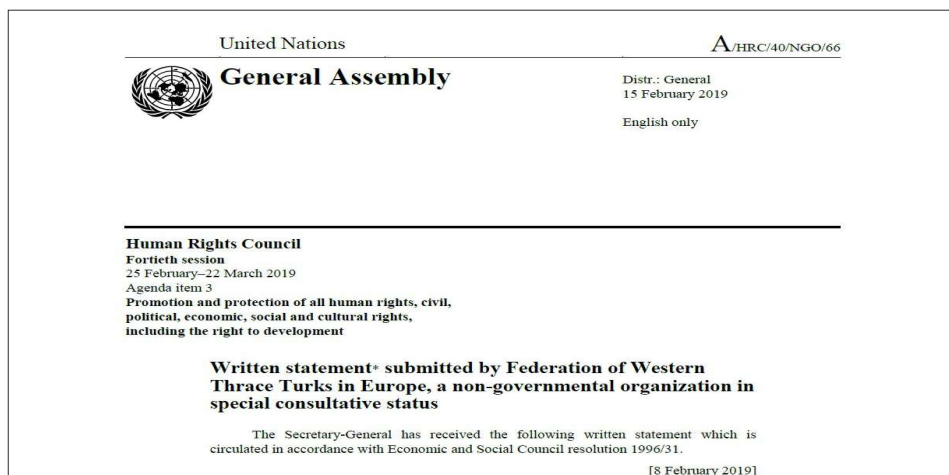 United Nations
A/HRC/40/NGO/66
General Assembly
Distr.: General
15 February 2019
English only
Human Rights Council
Fortieth session
25 February–22 March 2019
Agenda item 3
Promotion and protection of all human rights, civil,
political, economic, social and cultural rights,
including the right to development
Written statement* submitted by Federation of Western
Thrace Turks in Europe, a non-governmental organization in
special consultative status
The Secretary-General has received the following written statement which is
circulated in accordance with Economic and Social Council resolution 1996/31.
[8 February 2019]